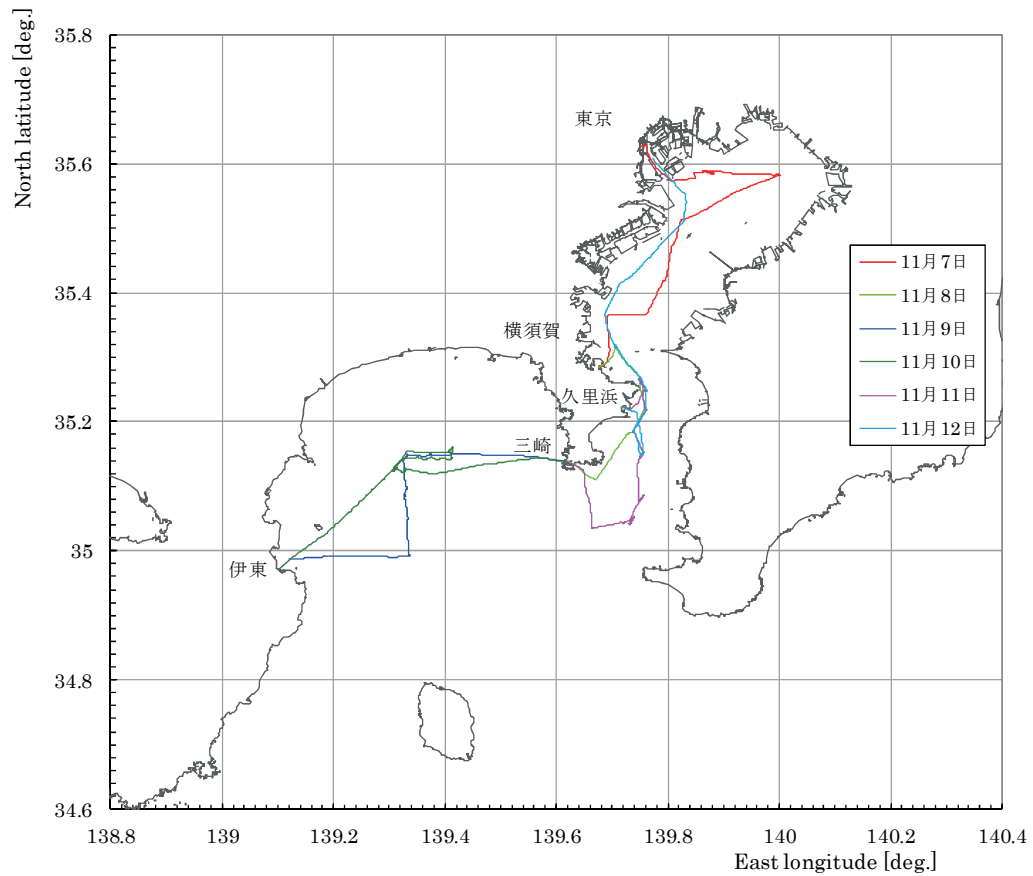 35.8
North latitude [deg.]
東京
35.6
11月7日
11月8日
11月9日
11月10日
11月11日
11月12日
35.4
横須賀
久里浜
35.2
三崎
35
伊東
34.8
34.6
138.8 139 139.2 139.4 139.6 139.8 140 140.2 140.4
East longitude [deg.]